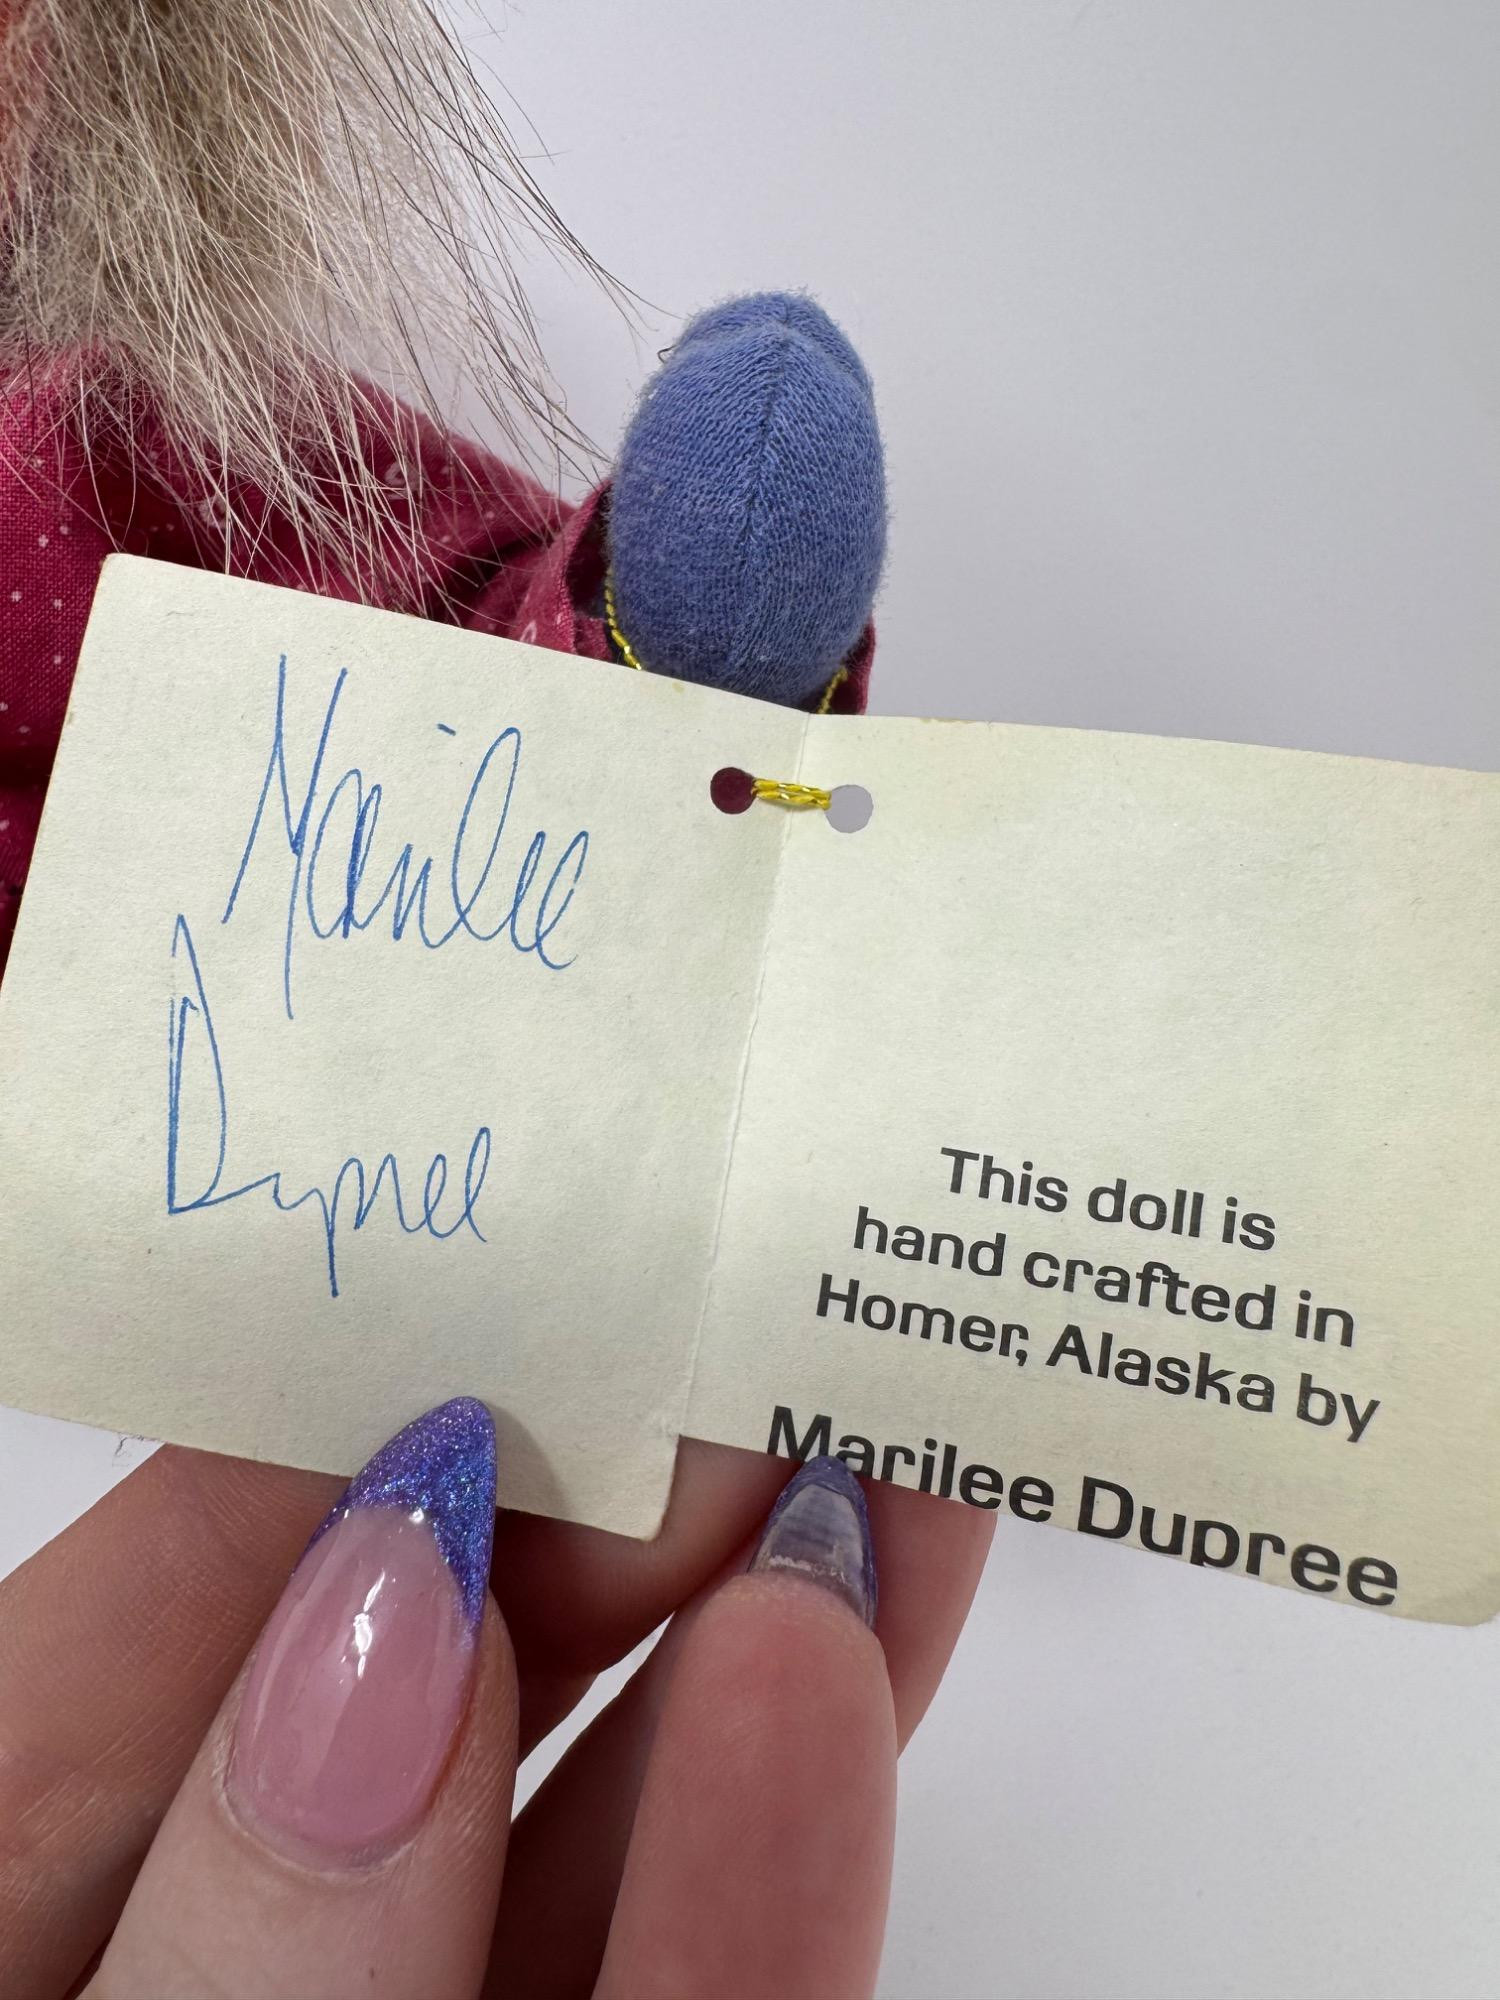 Marilee
Dupree
This doll is
hand crafted in
Homer, Alaska by
Marilee Dupree